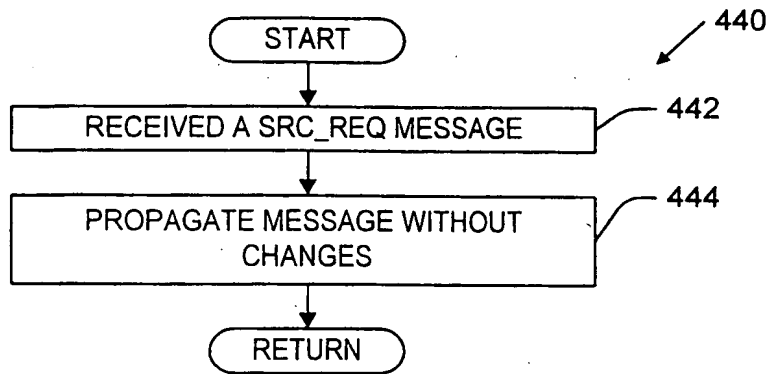 START
440
RECEIVED A SRC_REQ MESSAGE
442
PROPAGATE MESSAGE WITHOUT
CHANGES
444
RETURN